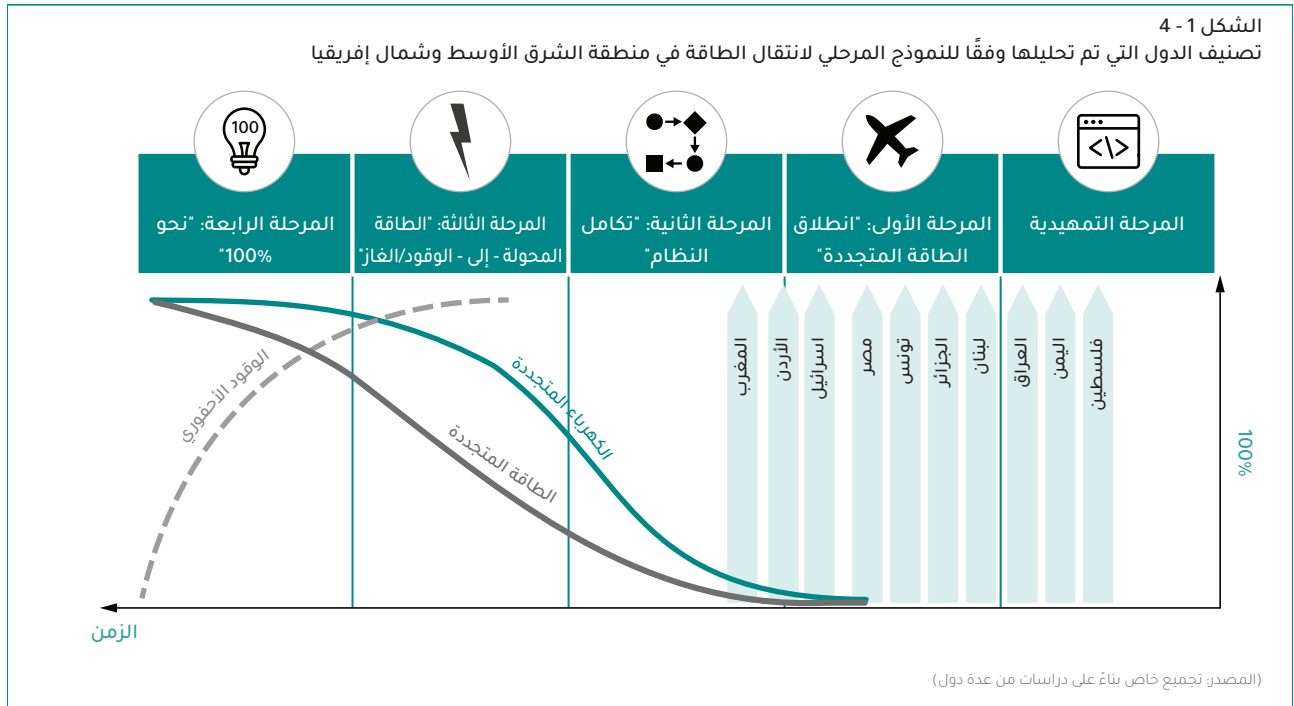 الشكل 1 - 4
تصنيف الدول التي تم تحليلها وفقًا للنموذج المرحلي لانتقال الطاقة في منطقة الشرق الأوسط وشمال إفريقيا
</>
100
المرحلة التمهيدية
المرحلة الأولى: "انطلاق
الطاقة المتجددة"
المرحلة الثانية: "تكامل
النظام"
المرحلة الثالثة: "الطاقة
المحولة - إلى - الوقود/الغاز"
المرحلة الرابعة: "نحو
100%"
فلسطين
اليمن
العراق
لبنان
الجزائر
تونس
مصر
اسرائيل
الأردن
المغرب
الكهرباء المتجددة
الطاقة المتجددة
الوقود الأحفوري
100%
الزمن
(المصدر: تجميع خاص بناءً على دراسات من عدة دول)